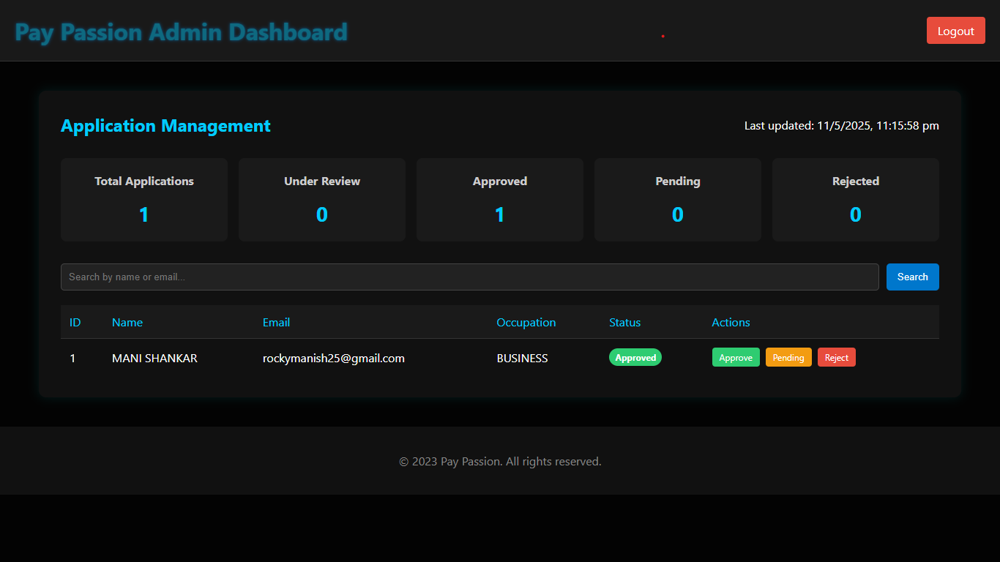 Pay Passion Admin Dashboard
Logout
Application Management
Last updated: 11/5/2025, 11:15:58 pm
Total Applications
1
Under Review
0
Approved
1
Pending
0
Rejected
0
Search by name or email...
Search
ID Name Email Occupation Status Actions
1 MANI SHANKAR rockymanish25@gmail.com BUSINESS Approved Approve Pending Reject
© 2023 Pay Passion. All rights reserved.